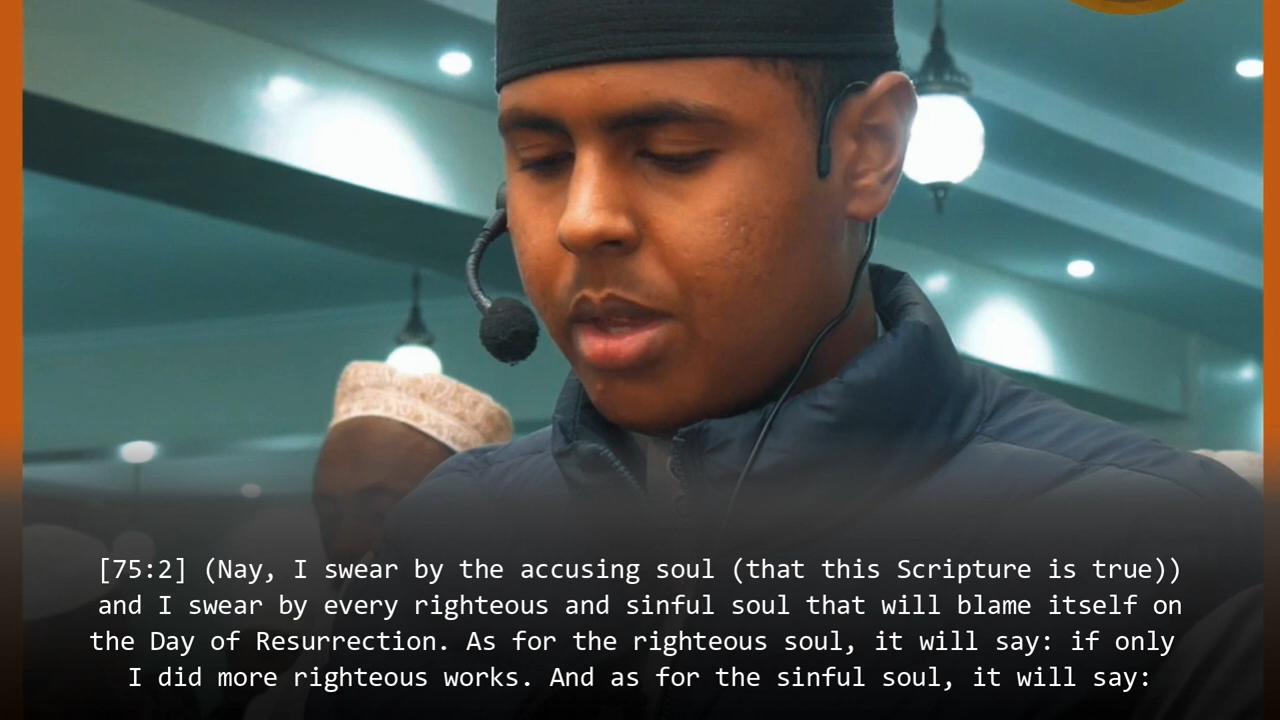 [75:2] (Nay, I swear by the accusing soul (that this Scripture is true))
and I swear by every righteous and sinful soul that will blame itself on
the Day of Resurrection. As for the righteous soul, it will say: if only
I did more righteous works. And as for the sinful soul, it will say: